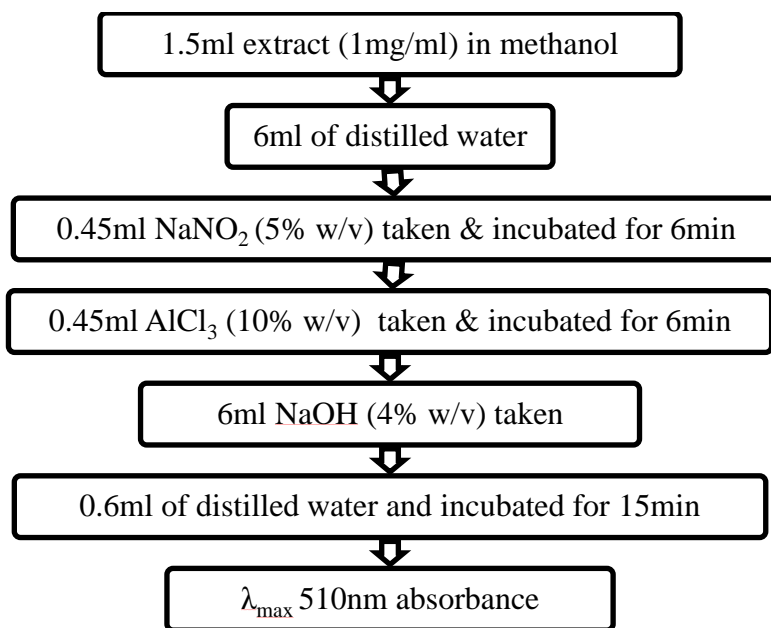 1.5ml extract (1mg/ml) in methanol
6ml of distilled water
0.45ml NaNO₂ (5% w/v) taken & incubated for 6min
0.45ml AlCl₃ (10% w/v) taken & incubated for 6min
6ml NaOH (4% w/v) taken
0.6ml of distilled water and incubated for 15min
λmax 510nm absorbance